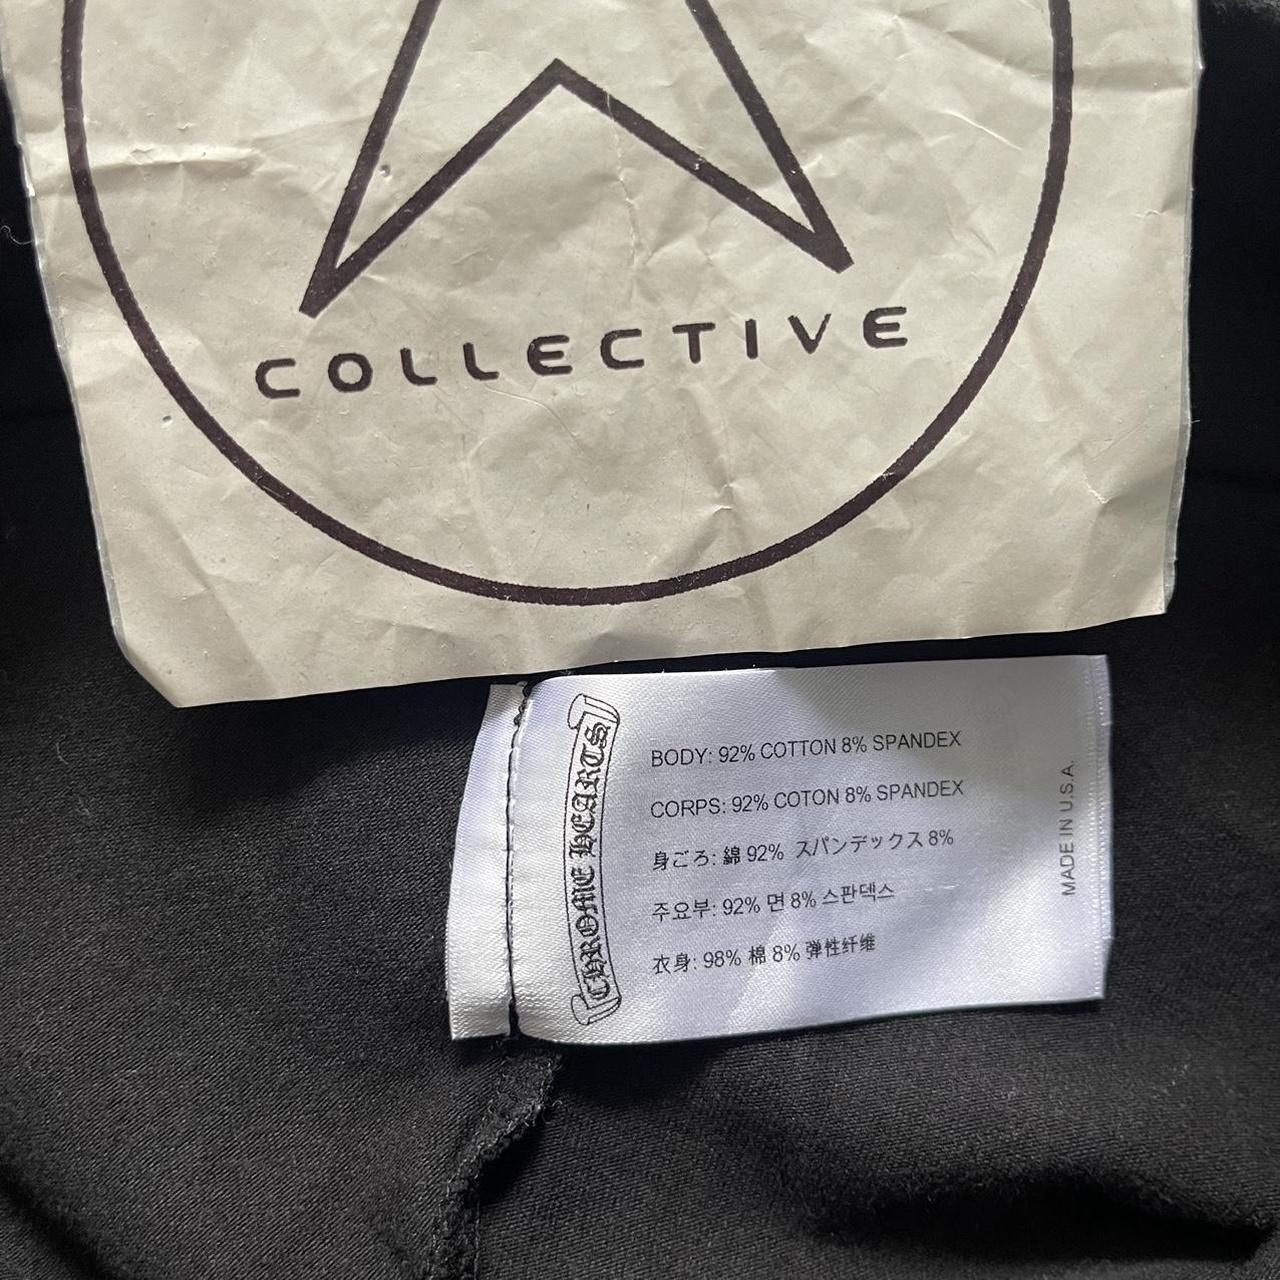 COLLECTIVE
CHROME HEARTS
BODY: 92% COTTON 8% SPANDEX
CORPS: 92% COTON 8% SPANDEX
身ごろ: 綿 92% スパンデックス 8%
주요부: 92% 면 8% 스판덱스
衣身: 98% 棉 8% 弹性纤维
MADE IN U.S.A.